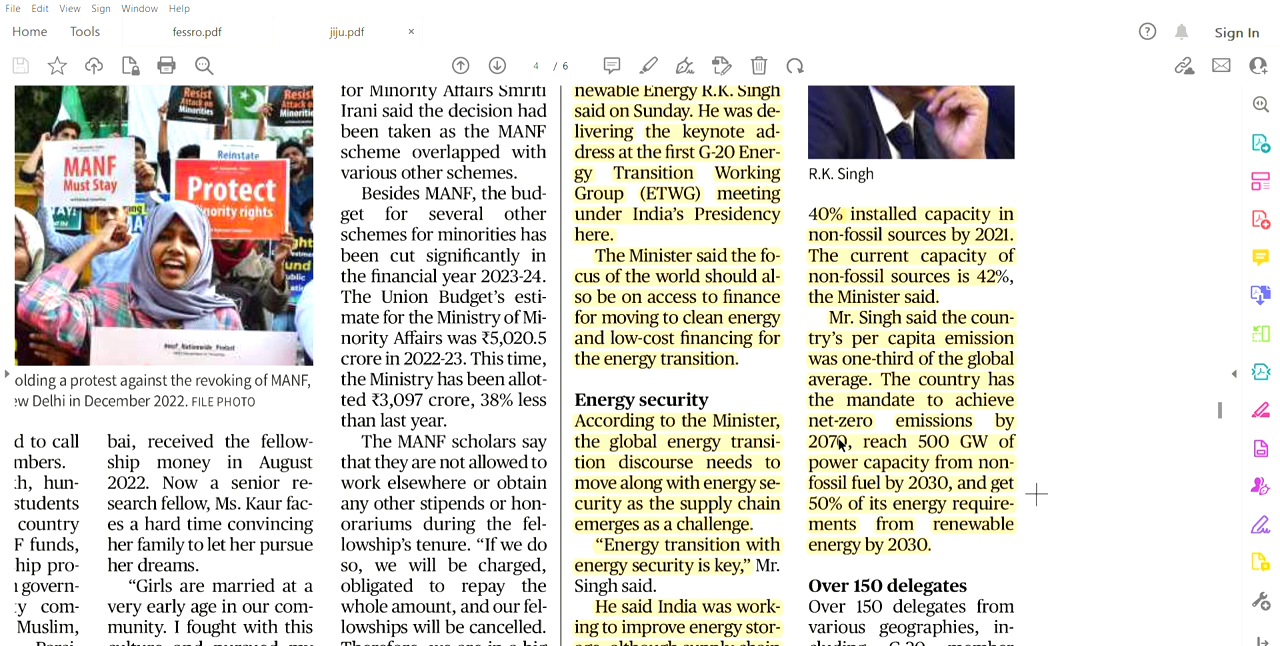 File Edit View Sign Window Help
Home Tools fessro.pdf jiju.pdf × Sign In
4 / 6
Resist
Attack on
Minorities
MANF
Must Stay
Reinstate
Protect
minority rights
olding a protest against the revoking of MANF,
ew Delhi in December 2022. FILE PHOTO
d to call
mbers.
h, hun-
students
country
F funds,
hip pro-
govern-
y com-
Muslim,
bai, received the fellow-
ship money in August
2022. Now a senior re-
search fellow, Ms. Kaur fac-
es a hard time convincing
her family to let her pursue
her dreams.
“Girls are married at a
very early age in our com-
munity. I fought with this
for Minority Affairs Smriti
Irani said the decision had
been taken as the MANF
scheme overlapped with
various other schemes.
Besides MANF, the bud-
get for several other
schemes for minorities has
been cut significantly in
the financial year 2023-24.
The Union Budget’s esti-
mate for the Ministry of Mi-
nority Affairs was ₹5,020.5
crore in 2022-23. This time,
the Ministry has been allot-
ted ₹3,097 crore, 38% less
than last year.
The MANF scholars say
that they are not allowed to
work elsewhere or obtain
any other stipends or hon-
orariums during the fel-
lowship’s tenure. “If we do
so, we will be charged,
obligated to repay the
whole amount, and our fel-
lowships will be cancelled.
newable Energy R.K. Singh
said on Sunday. He was de-
livering the keynote ad-
dress at the first G-20 Ener-
gy Transition Working
Group (ETWG) meeting
under India’s Presidency
here.
The Minister said the fo-
cus of the world should al-
so be on access to finance
for moving to clean energy
and low-cost financing for
the energy transition.
Energy security
According to the Minister,
the global energy transi-
tion discourse needs to
move along with energy se-
curity as the supply chain
emerges as a challenge.
“Energy transition with
energy security is key,” Mr.
Singh said.
He said India was work-
ing to improve energy stor-
R.K. Singh
40% installed capacity in
non-fossil sources by 2021.
The current capacity of
non-fossil sources is 42%,
the Minister said.
Mr. Singh said the coun-
try’s per capita emission
was one-third of the global
average. The country has
the mandate to achieve
net-zero emissions by
2070, reach 500 GW of
power capacity from non-
fossil fuel by 2030, and get
50% of its energy require-
ments from renewable
energy by 2030.
Over 150 delegates
Over 150 delegates from
various geographies, in-